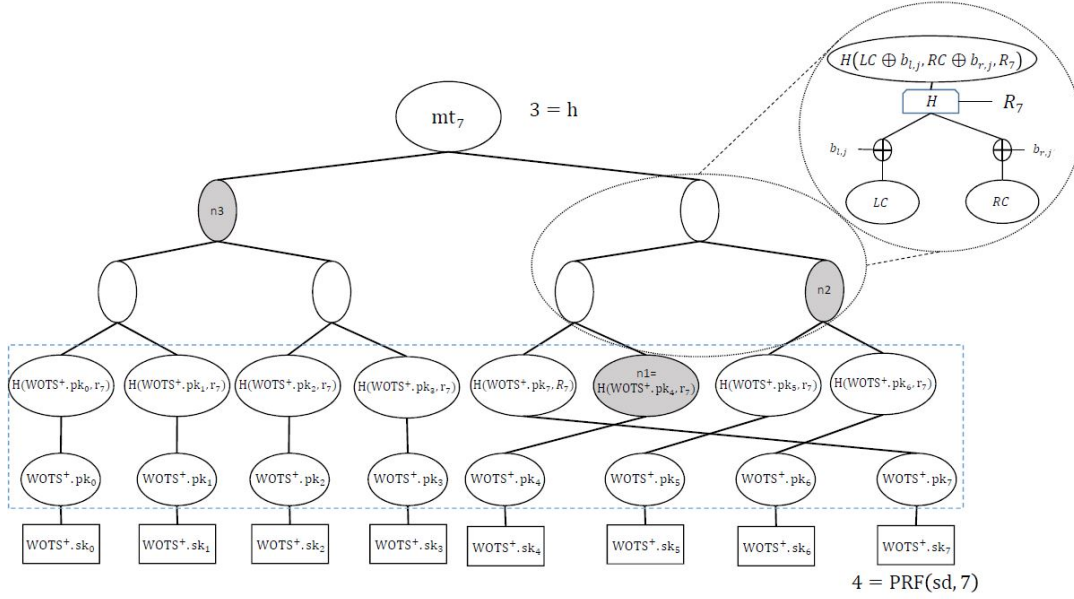 H(LC ⊕ b_{l,j}, RC ⊕ b_{r,j}, R₇)
H
R₇
b_{l,j}
b_{r,j}
LC
RC
mt₇
3 = h
n3
n2
H(WOTS⁺.pk₀, r₇)
H(WOTS⁺.pk₁, r₇)
H(WOTS⁺.pk₂, r₇)
H(WOTS⁺.pk₃, r₇)
H(WOTS⁺.pk₇, R₇)
n1=
H(WOTS⁺.pk₄, r₇)
H(WOTS⁺.pk₅, r₇)
H(WOTS⁺.pk₆, r₇)
WOTS⁺.pk₀
WOTS⁺.pk₁
WOTS⁺.pk₂
WOTS⁺.pk₃
WOTS⁺.pk₄
WOTS⁺.pk₅
WOTS⁺.pk₆
WOTS⁺.pk₇
WOTS⁺.sk₀
WOTS⁺.sk₁
WOTS⁺.sk₂
WOTS⁺.sk₃
WOTS⁺.sk₄
WOTS⁺.sk₅
WOTS⁺.sk₆
WOTS⁺.sk₇
4 = PRF(sd, 7)